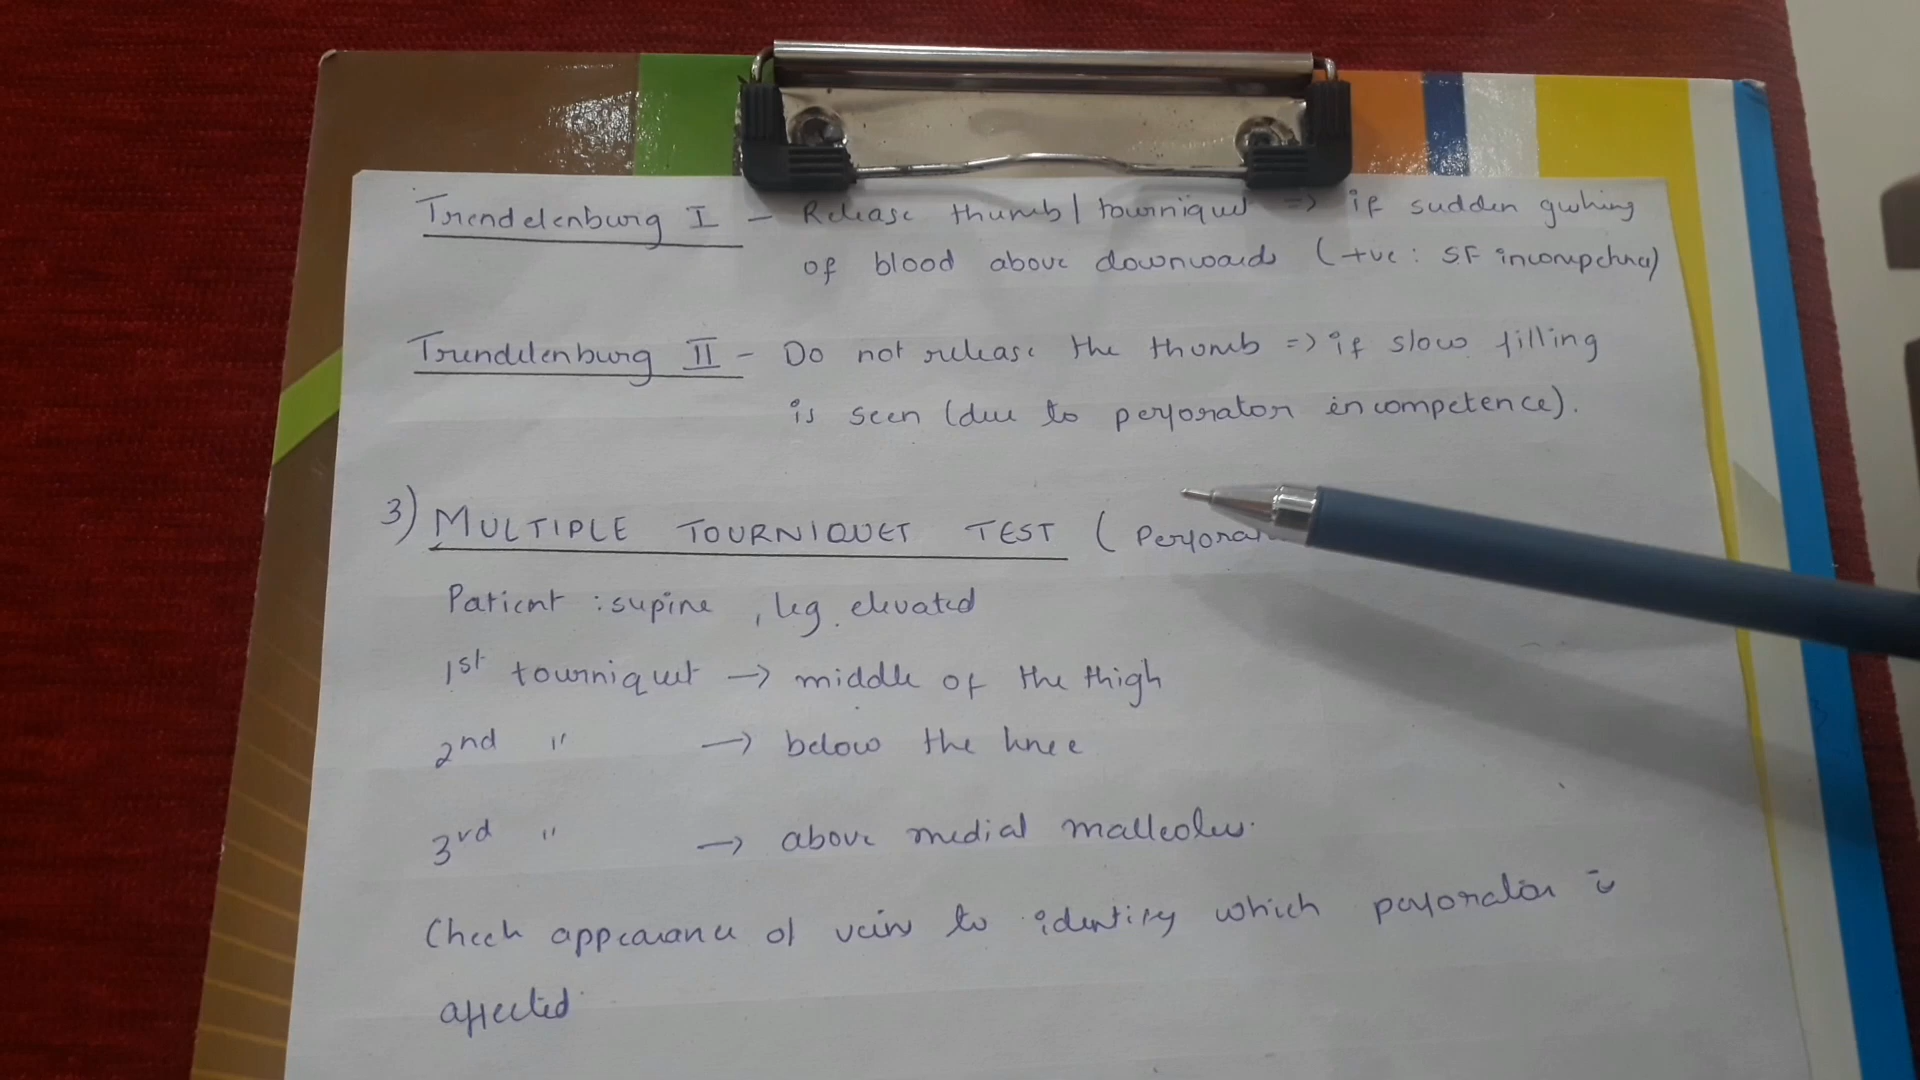 Trendelenburg I - Release thumb/tourniquet => if sudden gushing
of blood above downwards (+ve: SF incompetence)
Trendelenburg II - Do not release the thumb => if slow filling
is seen (due to perforator incompetence).
3) MULTIPLE TOURNIQUET TEST (
Patient : supine, leg elevated
1st tourniquet → middle of the thigh
2nd " → below the knee
3rd " → above medial malleolus.
Check appearance of veins to identify which perforator is
affected